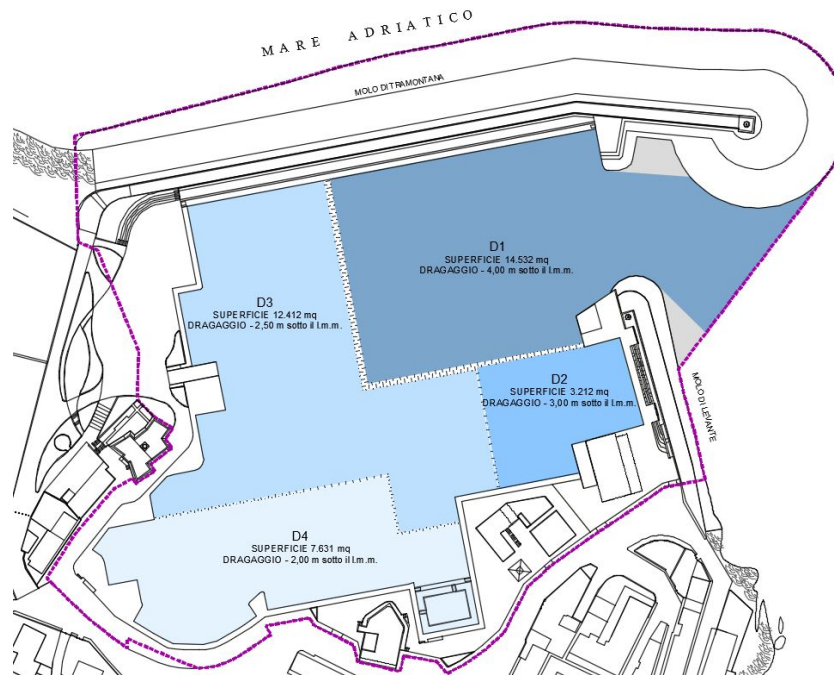 MARE ADRIATICO
MOLO DI TRAMONTANA
D1
SUPERFICIE 14.532 mq
DRAGAGGIO - 4,00 m sotto il l.m.m.
D3
SUPERFICIE 12.412 mq
DRAGAGGIO - 2,50 m sotto il l.m.m.
D2
SUPERFICIE 3.212 mq
DRAGAGGIO - 3,00 m sotto il l.m.m.
MOLO DI LEVANTE
D4
SUPERFICIE 7.631 mq
DRAGAGGIO - 2,00 m sotto il l.m.m.